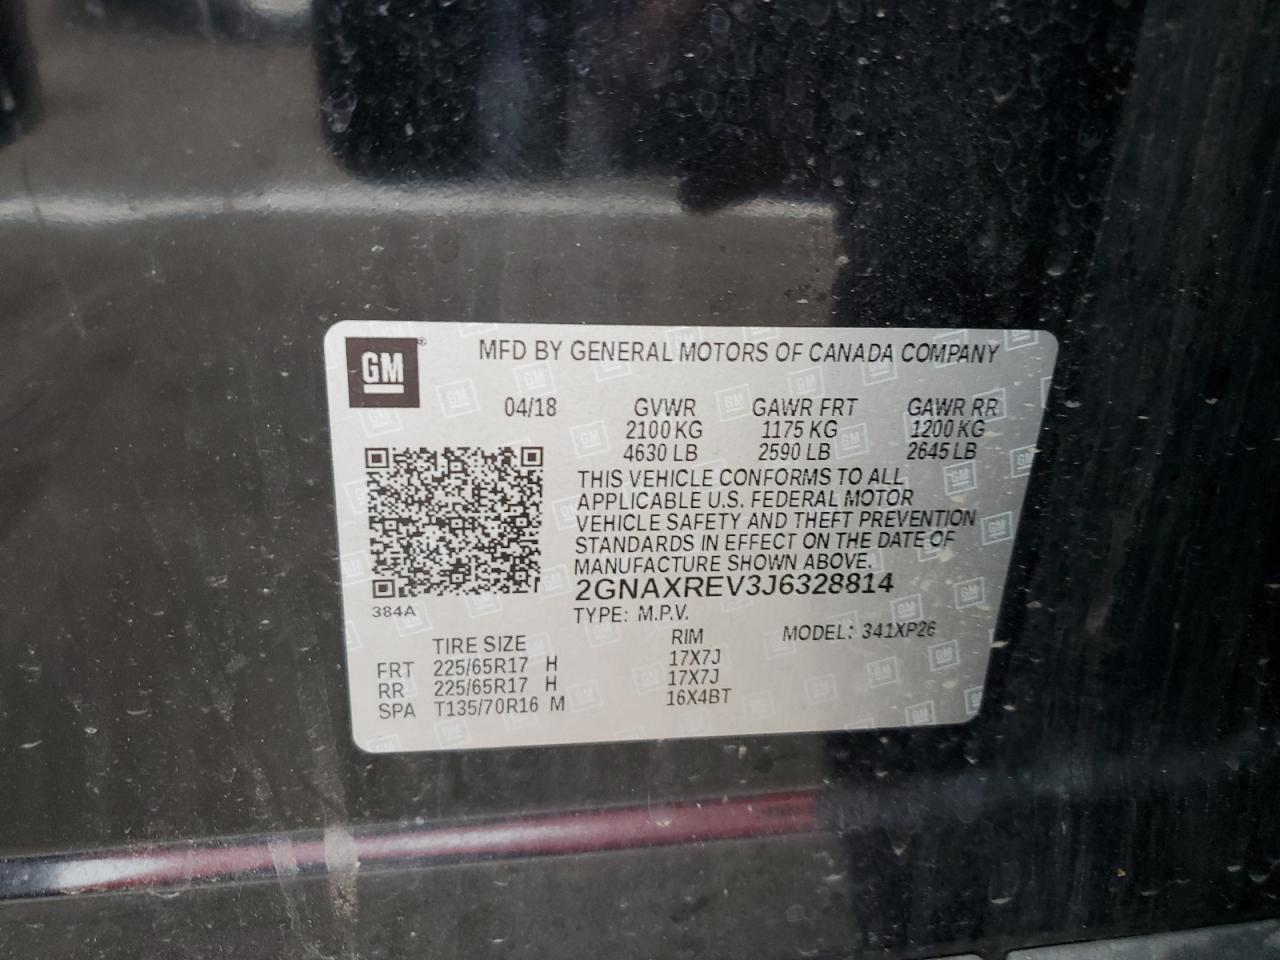 GM®
MFD BY GENERAL MOTORS OF CANADA COMPANY
04/18 GVWR GAWR FRT GAWR RR
2100 KG 1175 KG 1200 KG
4630 LB 2590 LB 2645 LB
THIS VEHICLE CONFORMS TO ALL
APPLICABLE U.S. FEDERAL MOTOR
VEHICLE SAFETY AND THEFT PREVENTION
STANDARDS IN EFFECT ON THE DATE OF
MANUFACTURE SHOWN ABOVE.
2GNAXREV3J6328814
384A
TYPE: M.P.V.
TIRE SIZE RIM MODEL: 341XP26
FRT 225/65R17 H 17X7J
RR 225/65R17 H 17X7J
SPA T135/70R16 M 16X4BT